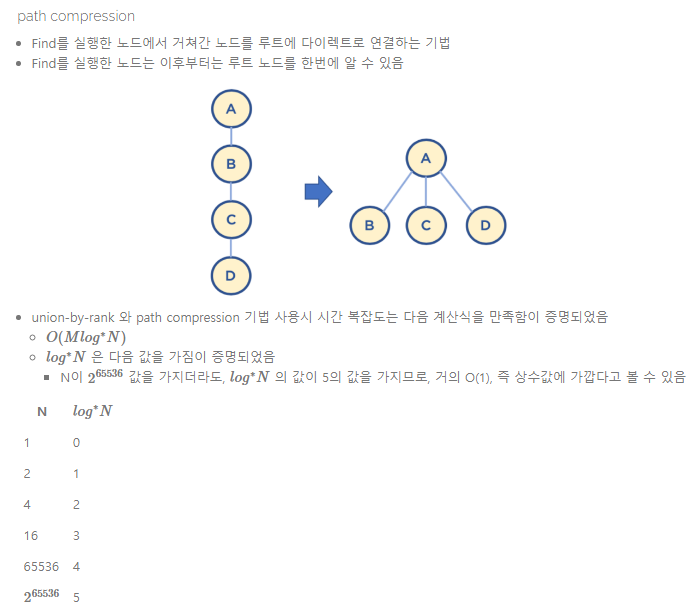 path compression
• Find를 실행한 노드에서 거쳐간 노드를 루트에 다이렉트로 연결하는 기법
• Find를 실행한 노드는 이후부터는 루트 노드를 한번에 알 수 있음
A
B
C
D
A
B C D
• union-by-rank 와 path compression 기법 사용시 시간 복잡도는 다음 계산식을 만족함이 증명되었음
◦ O(Mlog*N)
◦ log*N 은 다음 값을 가짐이 증명되었음
▪ N이 2^65536 값을 가지더라도, log*N 의 값이 5의 값을 가지므로, 거의 O(1), 즉 상수값에 가깝다고 볼 수 있음
N log*N
1 0
2 1
4 2
16 3
65536 4
2^65536 5